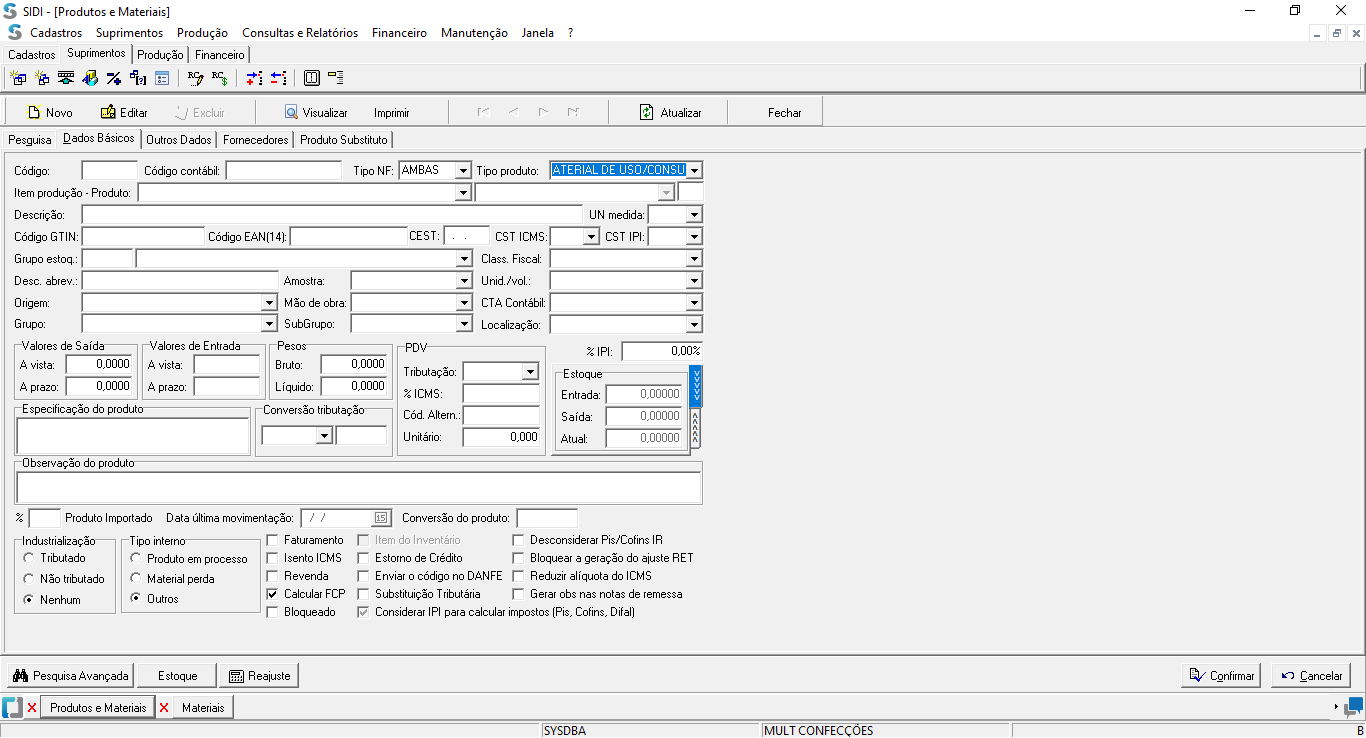 SIDI - [Produtos e Materiais]
Cadastros Suprimentos Produção Consultas e Relatórios Financeiro Manutenção Janela ?
Cadastros Suprimentos Produção Financeiro
Novo Editar Excluir Visualizar Imprimir Atualizar Fechar
Pesquisa Dados Básicos Outros Dados Fornecedores Produto Substituto
Código: Código contábil: Tipo NF: AMBAS Tipo produto: ATERIAL DE USO/CONSU
Item produção - Produto:
Descrição: UN medida:
Código GTIN: Código EAN(14): CEST: . . CST ICMS: CST IPI:
Grupo estoq.: Class. Fiscal:
Desc. abrev.: Amostra: Unid./vol.:
Origem: Mão de obra: CTA Contábil:
Grupo: SubGrupo: Localização:
Valores de Saída Valores de Entrada Pesos PDV % IPI: 0,00%
A vista: 0,0000 A vista: Bruto: 0,0000 Tributação: Estoque
A prazo: 0,0000 A prazo: Líquido: 0,0000 % ICMS: Entrada: 0,00000
Especificação do produto Conversão tributação Cód. Altern.: Saída: 0,00000
Unitário: 0,000 Atual: 0,00000
Observação do produto
% Produto Importado Data última movimentação: / / 15 Conversão do produto:
Industrialização Tipo interno Faturamento Item do Inventário Desconsiderar Pis/Cofins IR
Tributado Produto em processo Isento ICMS Estorno de Crédito Bloquear a geração do ajuste RET
Não tributado Material perda Revenda Enviar o código no DANFE Reduzir alíquota do ICMS
Nenhum Outros Calcular FCP Substituição Tributária Gerar obs nas notas de remessa
Bloqueado Considerar IPI para calcular impostos (Pis, Cofins, Difal)
Pesquisa Avançada Estoque Reajuste Confirmar Cancelar
Produtos e Materiais Materiais
SYSDBA MULT CONFECÇÕES B